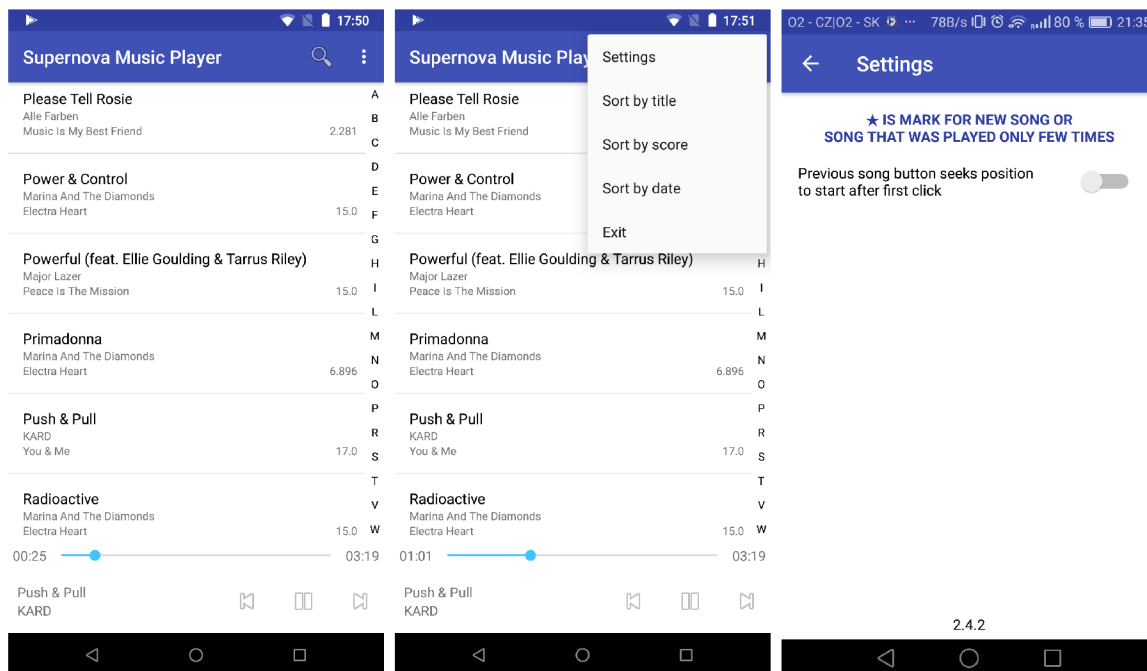 17:50
Supernova Music Player
Please Tell Rosie
Alle Farben
Music Is My Best Friend
2.281
Power & Control
Marina And The Diamonds
Electra Heart
15.0
Powerful (feat. Ellie Goulding & Tarrus Riley)
Major Lazer
Peace Is The Mission
15.0
Primadonna
Marina And The Diamonds
Electra Heart
6.896
Push & Pull
KARD
You & Me
17.0
Radioactive
Marina And The Diamonds
Electra Heart
15.0
A
B
C
D
E
F
G
H
I
L
M
N
O
P
R
S
T
V
W
00:25
03:19
Push & Pull
KARD
17:51
Supernova Music Play
Settings
Sort by title
Sort by score
Sort by date
Exit
Please Tell Rosie
Alle Farben
Music Is My Best Friend
Power & Control
Marina And The Diamonds
Electra Heart
Powerful (feat. Ellie Goulding & Tarrus Riley)
Major Lazer
Peace Is The Mission
15.0
Primadonna
Marina And The Diamonds
Electra Heart
6.896
Push & Pull
KARD
You & Me
17.0
Radioactive
Marina And The Diamonds
Electra Heart
15.0
H
I
L
M
N
O
P
R
S
T
V
W
01:01
03:19
Push & Pull
KARD
O2 - CZ|O2 - SK ··· 78B/s 80 % 21:35
Settings
★ IS MARK FOR NEW SONG OR
SONG THAT WAS PLAYED ONLY FEW TIMES
Previous song button seeks position
to start after first click
2.4.2